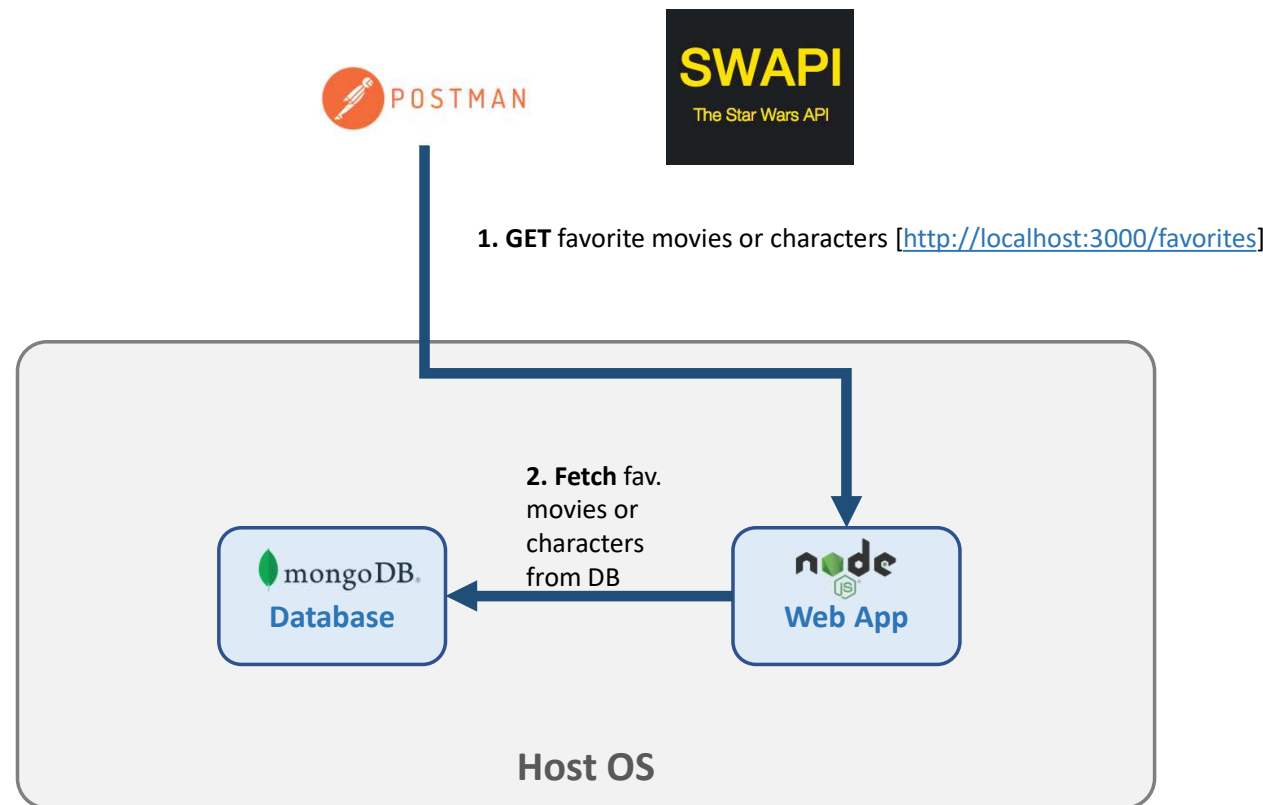 POSTMAN
SWAPI
The Star Wars API
1. GET favorite movies or characters [http://localhost:3000/favorites]
2. Fetch fav.
movies or
characters
from DB
mongoDB.
Database
node
JS
Web App
Host OS